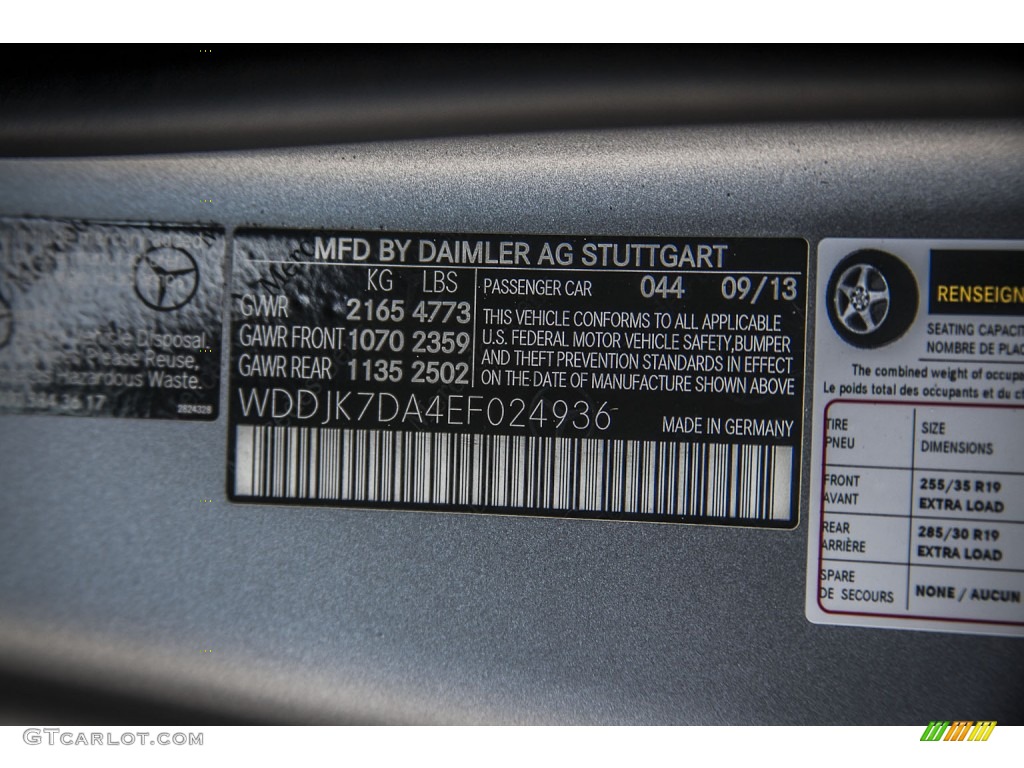 Disposal.
Please Reuse,
Hazardous Waste.
MFD BY DAIMLER AG STUTTGART
KG LBS
GVWR 2165 4773
GAWR FRONT 1070 2359
GAWR REAR 1135 2502
PASSENGER CAR 044 09/13
THIS VEHICLE CONFORMS TO ALL APPLICABLE
U.S. FEDERAL MOTOR VEHICLE SAFETY,BUMPER
AND THEFT PREVENTION STANDARDS IN EFFECT
ON THE DATE OF MANUFACTURE SHOWN ABOVE
WDDJK7DA4EF024936
MADE IN GERMANY
RENSEIGN
SEATING CAPACIT
NOMBRE DE PLAC
The combined weight of occupa
Le poids total des occupants et du ch
TIRE
PNEU
SIZE
DIMENSIONS
FRONT
AVANT
255/35 R19
EXTRA LOAD
REAR
ARRIÈRE
285/30 R19
EXTRA LOAD
SPARE
DE SECOURS
NONE / AUCUN
GTCARLOT.COM